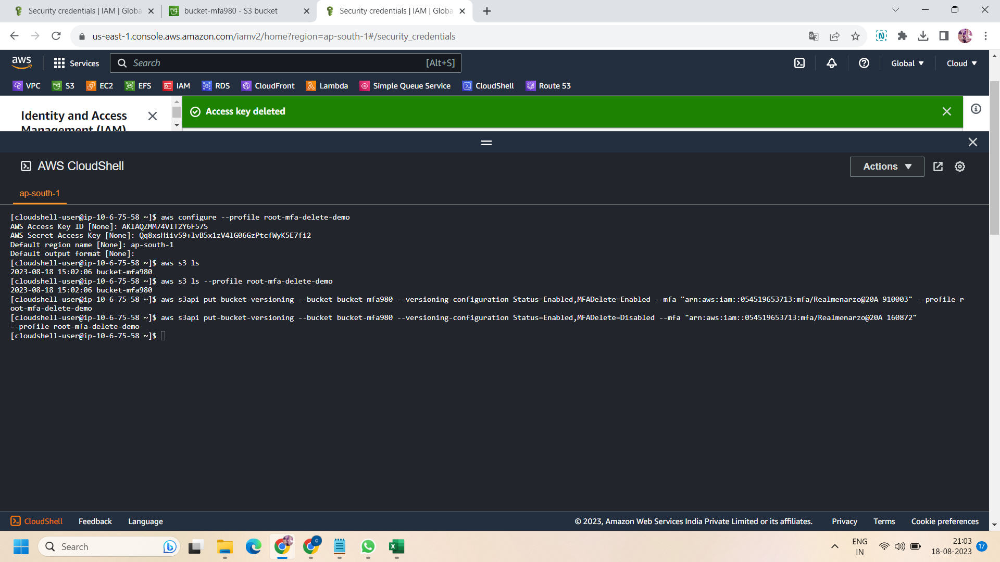 Security credentials | IAM | Globa
bucket-mfa980 - S3 bucket
Security credentials | IAM | Globa
us-east-1.console.aws.amazon.com/iamv2/home?region=ap-south-1#/security_credentials
aws
Services
Search
[Alt+S]
Global
Cloud
VPC
S3
EC2
EFS
IAM
RDS
CloudFront
Lambda
Simple Queue Service
CloudShell
Route 53
Identity and Access
Management (IAM)
Access key deleted
AWS CloudShell
Actions
ap-south-1
[cloudshell-user@ip-10-6-75-58 ~]$ aws configure --profile root-mfa-delete-demo
AWS Access Key ID [None]: AKIAQZMM74VIT2Y6F57S
AWS Secret Access Key [None]: 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
Default region name [None]: ap-south-1
Default output format [None]:
[cloudshell-user@ip-10-6-75-58 ~]$ aws s3 ls
2023-08-18 15:02:06 bucket-mfa980
[cloudshell-user@ip-10-6-75-58 ~]$ aws s3 ls --profile root-mfa-delete-demo
2023-08-18 15:02:06 bucket-mfa980
[cloudshell-user@ip-10-6-75-58 ~]$ aws s3api put-bucket-versioning --bucket bucket-mfa980 --versioning-configuration Status=Enabled,MFADelete=Enabled --mfa "arn:aws:iam::054519653713:mfa/Realmenarzo@20A 910003" --profile r
oot-mfa-delete-demo
[cloudshell-user@ip-10-6-75-58 ~]$ aws s3api put-bucket-versioning --bucket bucket-mfa980 --versioning-configuration Status=Enabled,MFADelete=Disabled --mfa "arn:aws:iam::054519653713:mfa/Realmenarzo@20A 160872"
--profile root-mfa-delete-demo
[cloudshell-user@ip-10-6-75-58 ~]$
CloudShell
Feedback
Language
© 2023, Amazon Web Services India Private Limited or its affiliates.
Privacy
Terms
Cookie preferences
Search
ENG
IN
21:03
18-08-2023
17